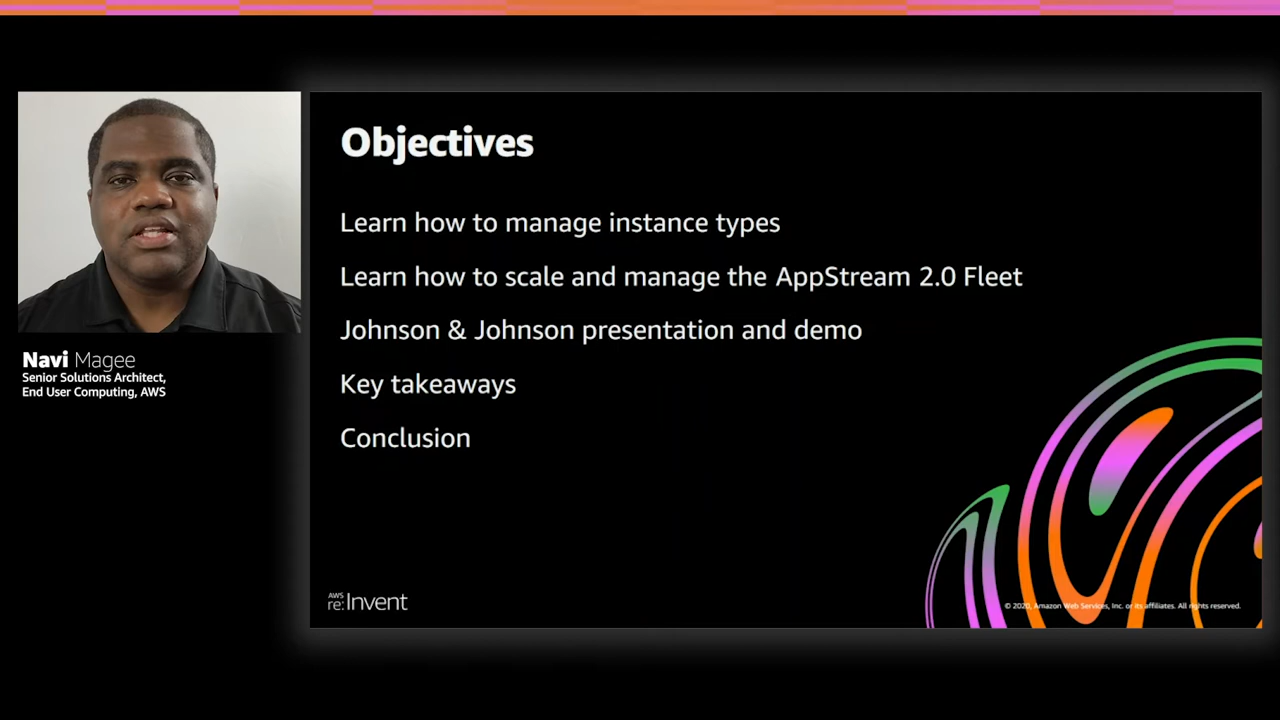 Objectives
Learn how to manage instance types
Learn how to scale and manage the AppStream 2.0 Fleet
Johnson & Johnson presentation and demo
Key takeaways
Conclusion
Navi Magee
Senior Solutions Architect,
End User Computing, AWS
AWS
re:Invent
© 2020, Amazon Web Services, Inc. or its affiliates. All rights reserved.